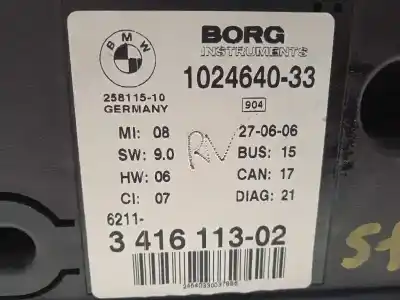 BMW
BORG
INSTRUMENTS
1024640-33
258115-10
GERMANY
904
MI: 08
27-06-06
SW: 9.0
RV
BUS: 15
HW: 06
CAN: 17
CI: 07
DIAG: 21
6211-
3 416 113-02